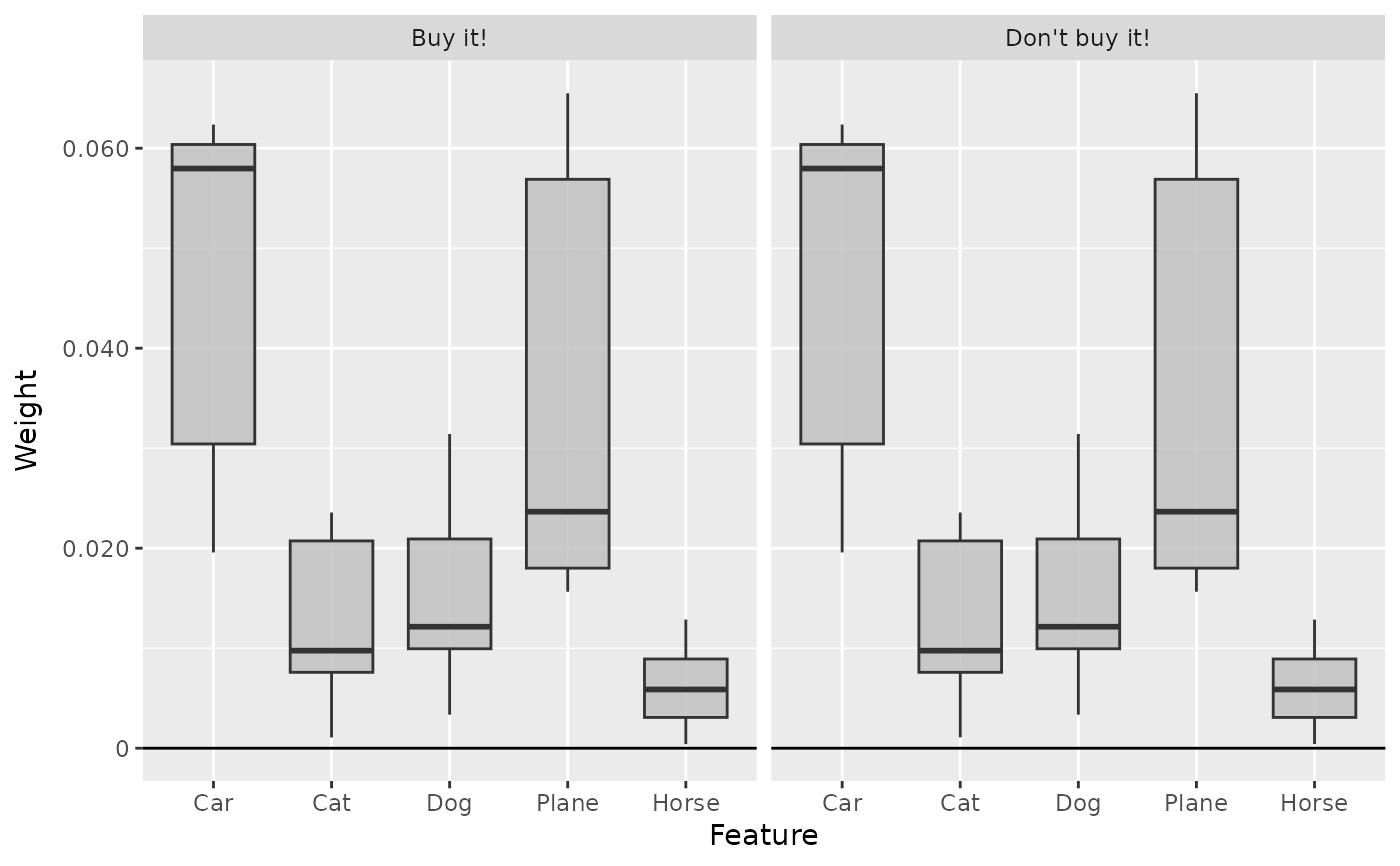 Buy it!
Don't buy it!
Weight
0.060
0.040
0.020
0
Car Cat Dog Plane Horse
Car Cat Dog Plane Horse
Feature